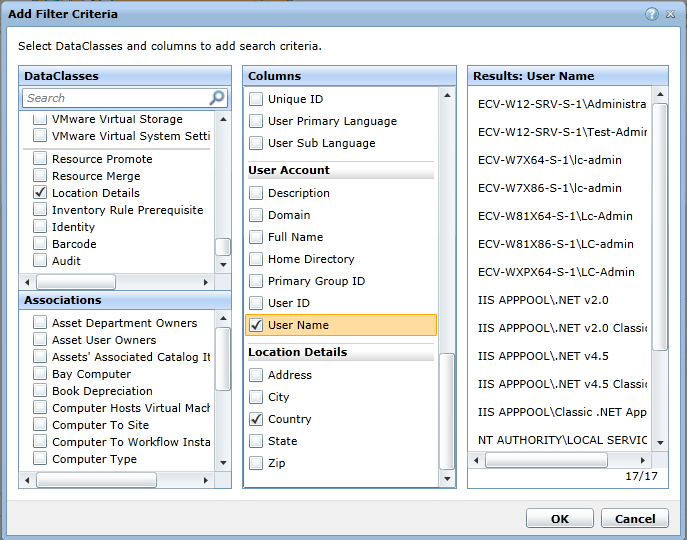 Add Filter Criteria
Select DataClasses and columns to add search criteria.
DataClasses
Search
VMware Virtual Storage
VMware Virtual System Setti
Resource Promote
Resource Merge
Location Details
Inventory Rule Prerequisite
Identity
Barcode
Audit
Associations
Asset Department Owners
Asset User Owners
Assets' Associated Catalog It
Bay Computer
Book Depreciation
Computer Hosts Virtual Mach
Computer To Site
Computer To Workflow Insta
Computer Type
Columns
Unique ID
User Primary Language
User Sub Language
User Account
Description
Domain
Full Name
Home Directory
Primary Group ID
User ID
User Name
Location Details
Address
City
Country
State
Zip
Results: User Name
ECV-W12-SRV-S-1\Administra
ECV-W12-SRV-S-1\Test-Admin
ECV-W7X64-S-1\lc-admin
ECV-W7X86-S-1\lc-admin
ECV-W81X64-S-1\Lc-Admin
ECV-W81X86-S-1\LC-admin
ECV-WXPX64-S-1\LC-Admin
IIS APPPOOL\.NET v2.0
IIS APPPOOL\.NET v2.0 Classic
IIS APPPOOL\.NET v4.5
IIS APPPOOL\.NET v4.5 Classic
IIS APPPOOL\Classic .NET App
NT AUTHORITY\LOCAL SERVIC
17/17
OK
Cancel